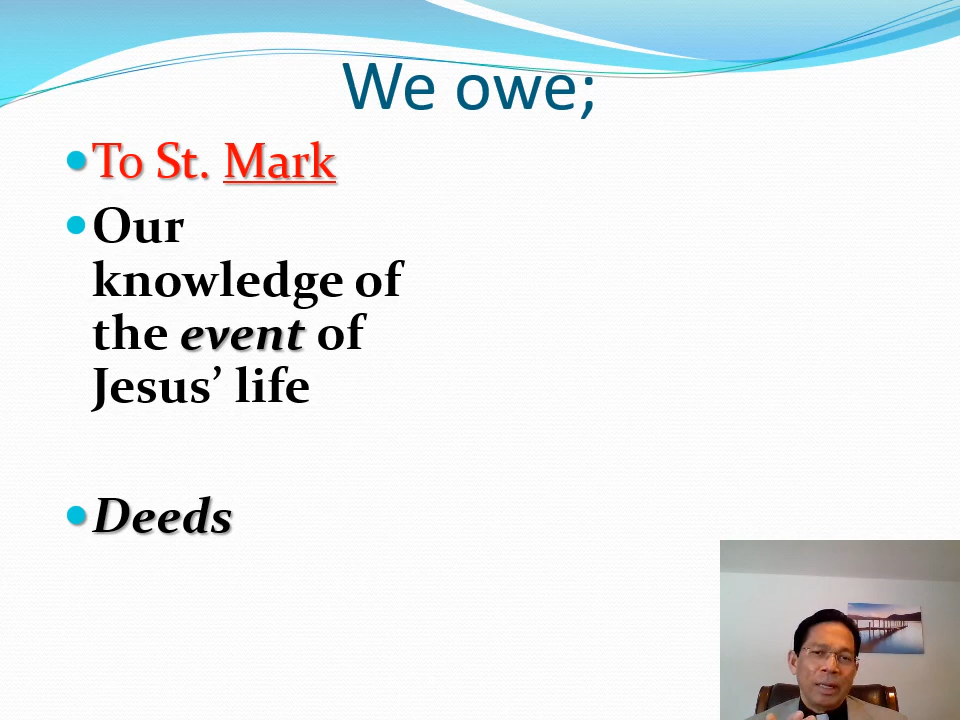 We owe;
To St. Mark
Our
knowledge of
the event of
Jesus’ life
Deeds